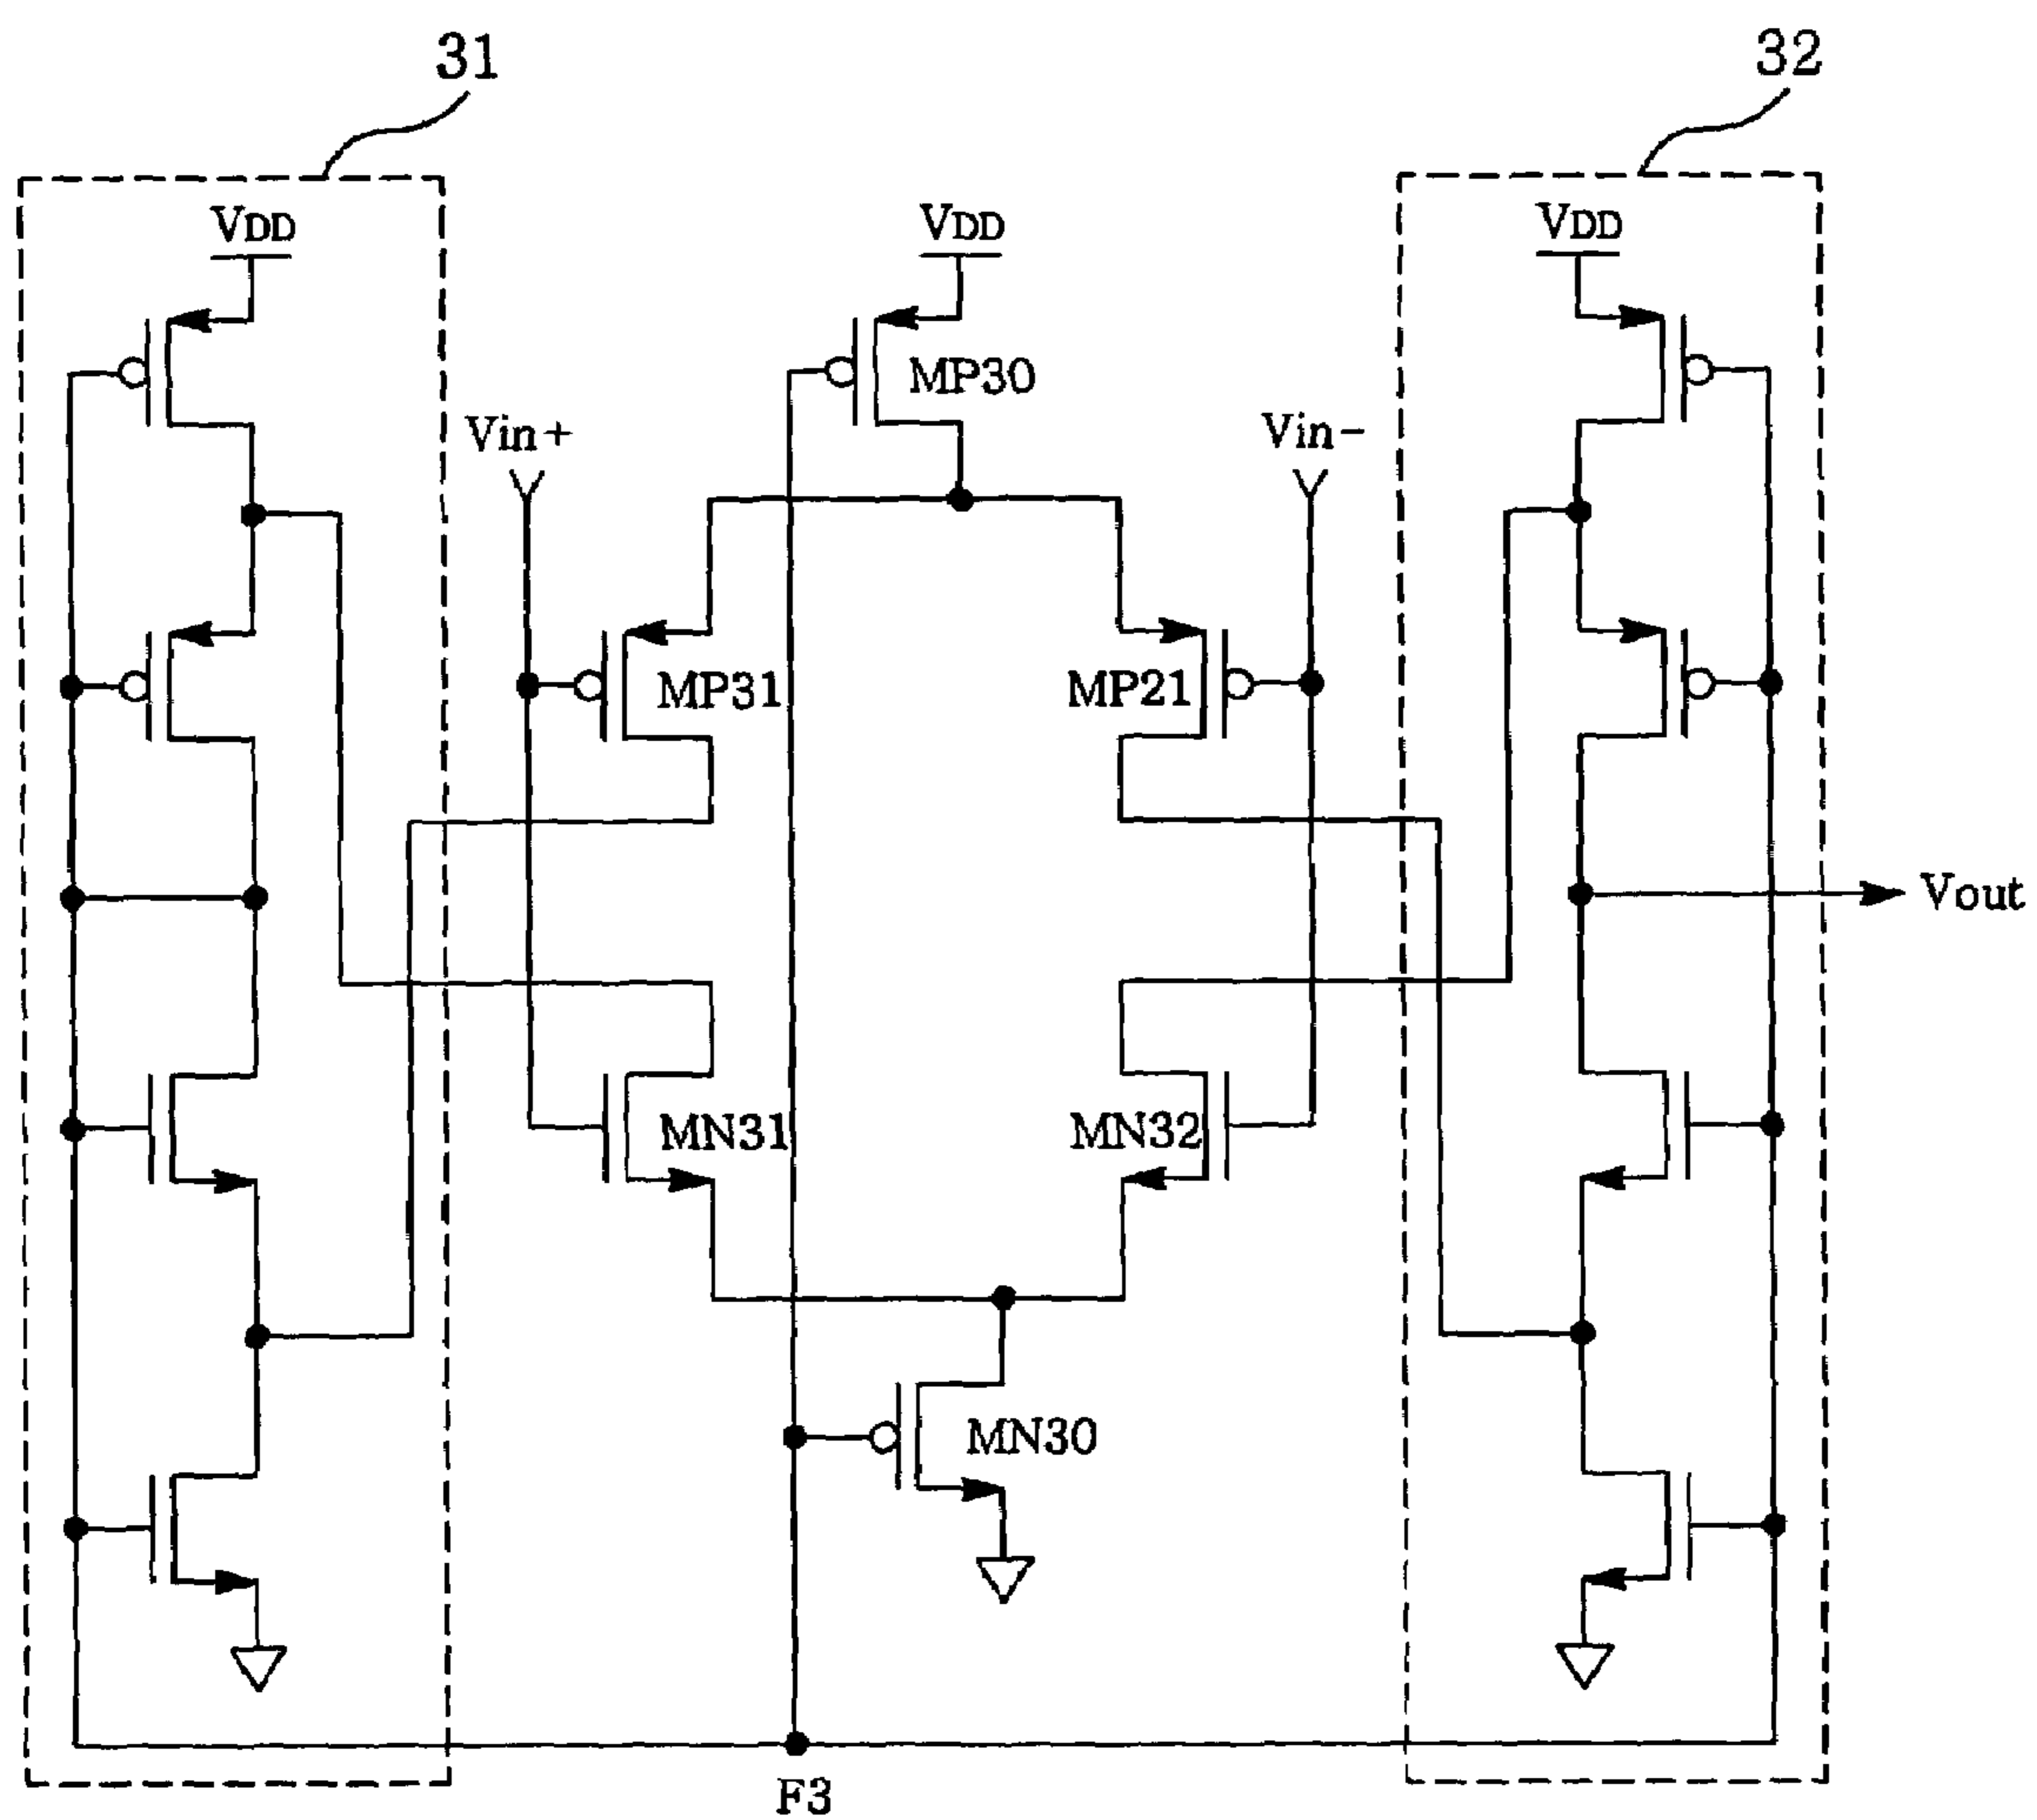 31
32
VDD
VDD
VDD
MP30
Vin+
Vin-
MP31
MP21
Vout
MN31
MN32
MN30
F3